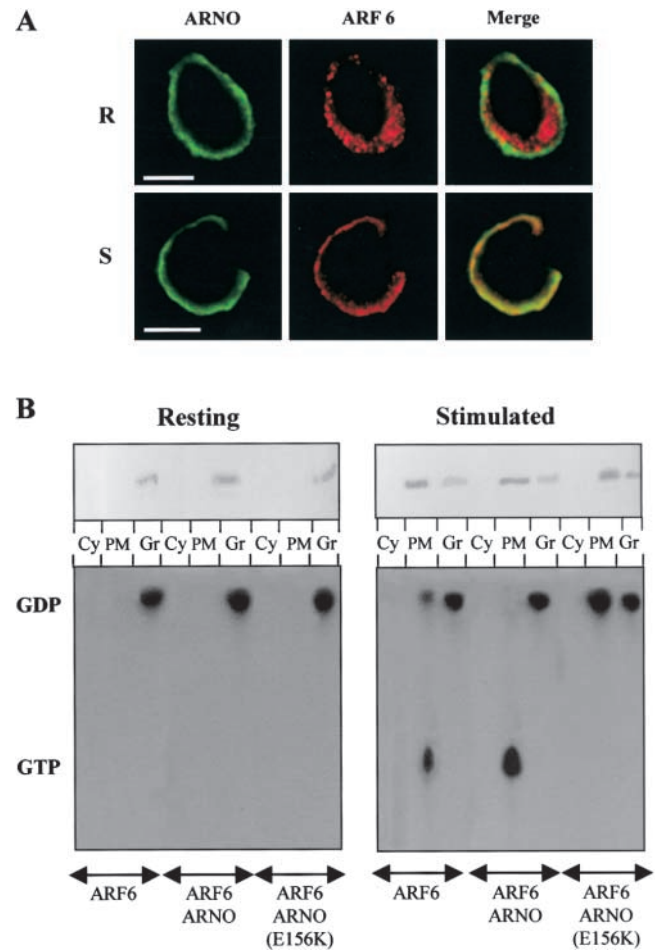 A
ARNO ARF 6 Merge
R
S
B
Resting Stimulated
Cy PM Gr Cy PM Gr Cy PM Gr Cy PM Gr Cy PM Gr Cy PM Gr
GDP
GTP
ARF6 ARF6 ARF6 ARF6 ARF6 ARF6
ARNO ARNO ARNO ARNO
(E156K) (E156K)